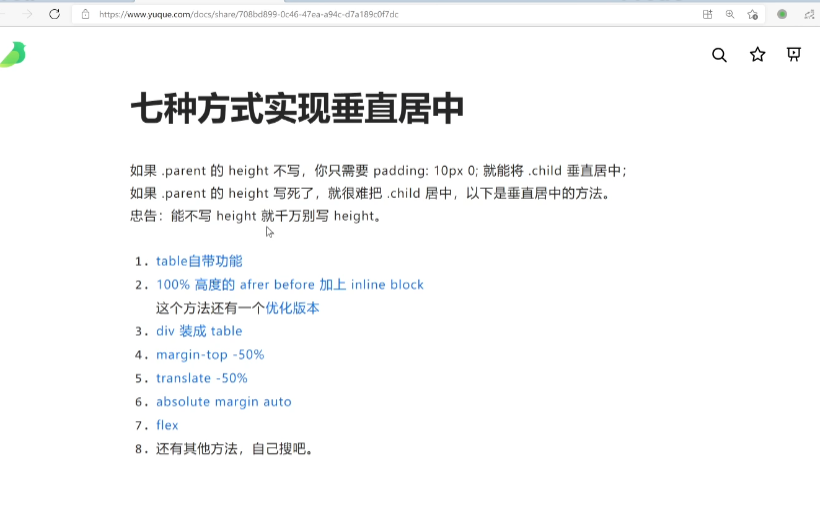 https://www.yuque.com/docs/share/708bd899-0c46-47ea-a94c-d7a189c0f7dc
七种方式实现垂直居中
如果 .parent 的 height 不写，你只需要 padding: 10px 0; 就能将 .child 垂直居中；
如果 .parent 的 height 写死了，就很难把 .child 居中，以下是垂直居中的方法。
忠告：能不写 height 就千万别写 height。
1. table自带功能
2. 100% 高度的 afrer before 加上 inline block
这个方法还有一个优化版本
3. div 装成 table
4. margin-top -50%
5. translate -50%
6. absolute margin auto
7. flex
8. 还有其他方法，自己搜吧。